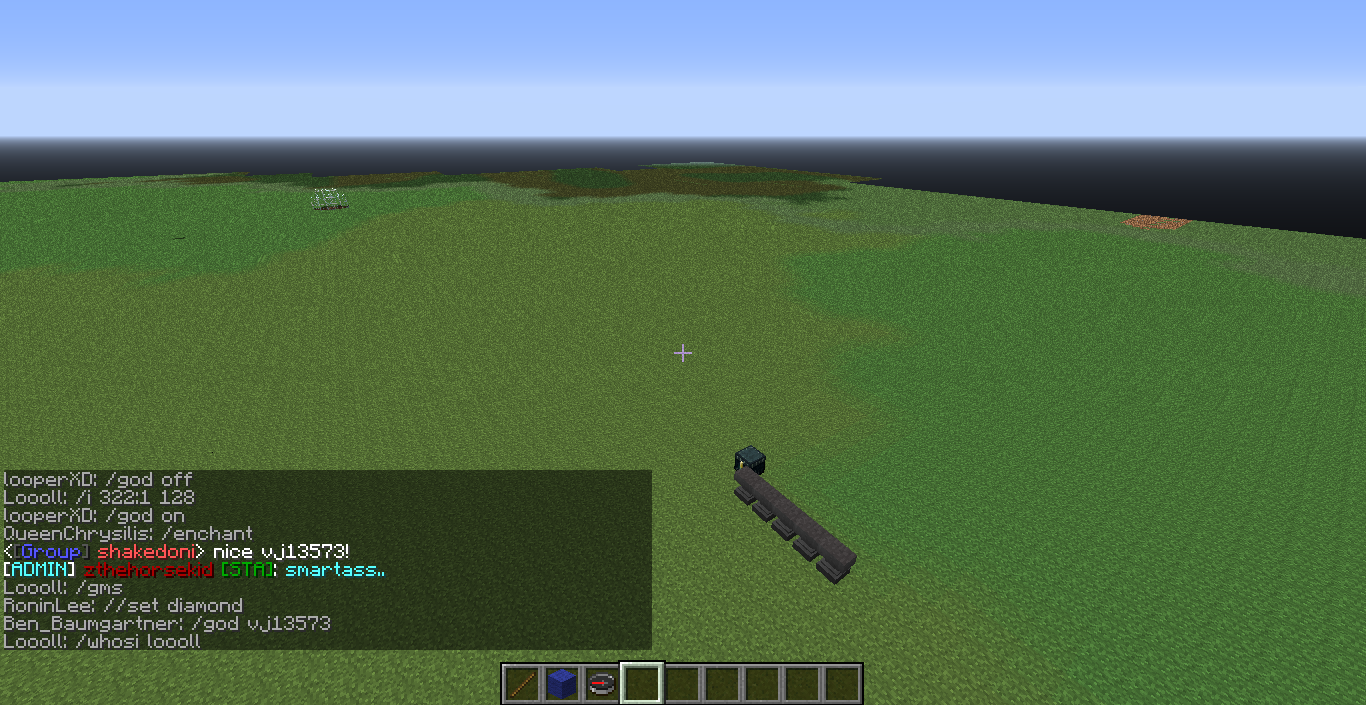 looperXD: /god off
Loooll: /i 322:1 128
looperXD: /god on
QueenChrysilis: /enchant
<[Group] shakedoni> nice vj13573!
[ADMIN] zthehorsekid [STA]: smartass..
Loooll: /gms
RoninLee: //set diamond
Ben_Baumgartner: /god vj13573
Loooll: /whosi loooll